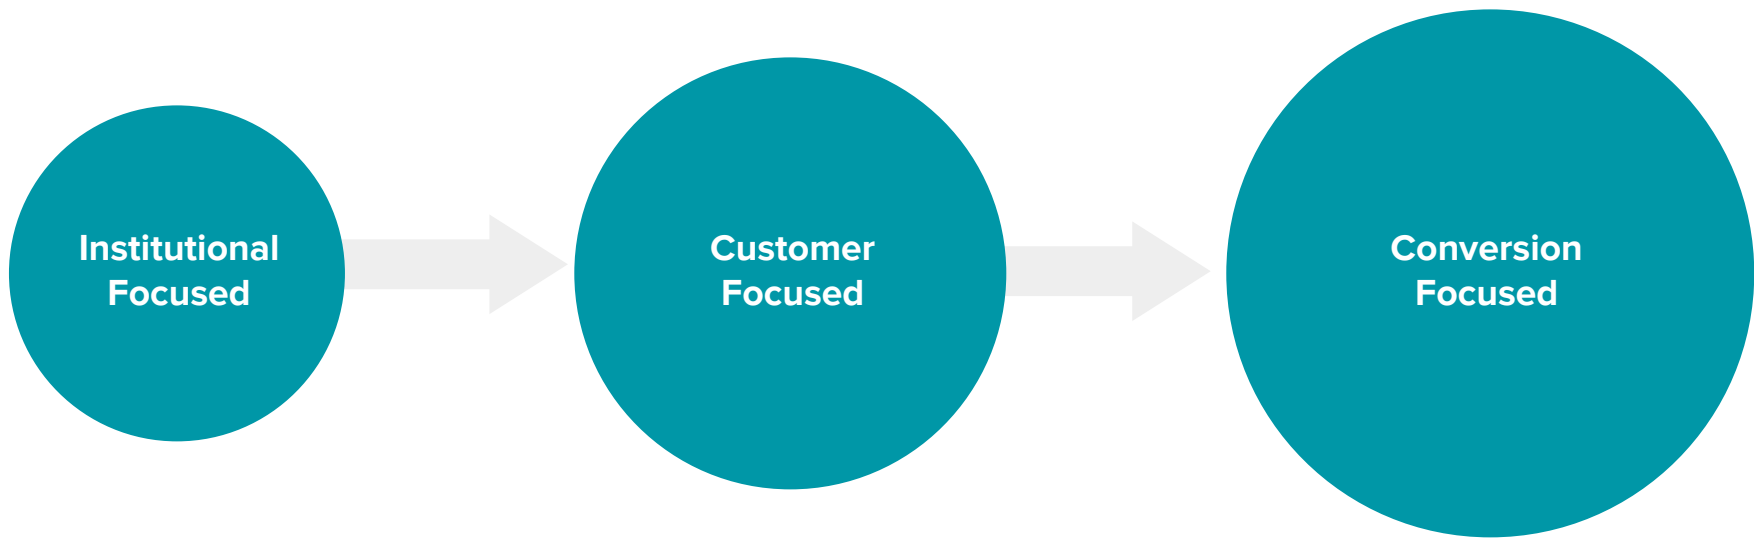 Institutional
Focused
Customer
Focused
Conversion
Focused